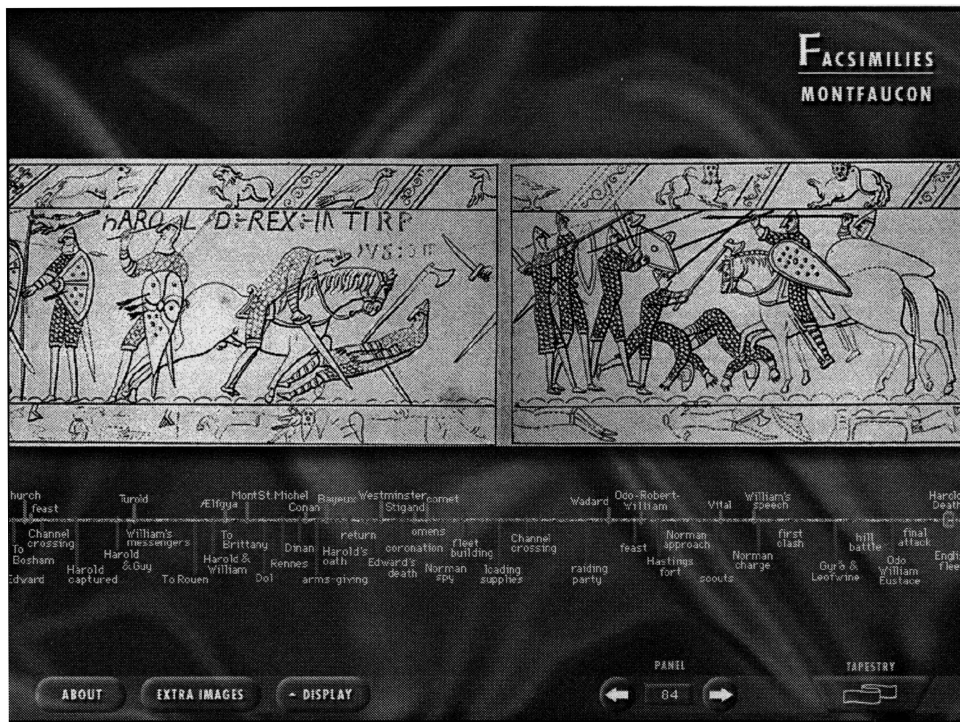 FACSIMILIES
MONTFAUCON
hAROL D:REX:INTIRF
hurch
feast
Channel
crossing
To
Bosham
Edward
Harold
captured
Turold
Harold
& Guy
William's
messengers
To Rouen
Ælfgya
To
Brittany
Harold &
William
Mont St. Michel
Dol
Dinan
Rennes
Conan
arms-giving
Bayeux
Harold's
oath
return
Westminster
Stigand
coronation
Edward's
death
comet
omens
Norman
spy
fleet
building
loading
supplies
Channel
crossing
raiding
party
Wadard
feast
Odo-Robert-
William
Hastings
fort
Norman
approach
scouts
Vital
Norman
charge
William's
speech
first
clash
Gyrð &
Leofwine
hill
battle
Odo
William
Eustace
final
attack
Harold
Death
Engli
flee
ABOUT
EXTRA IMAGES
DISPLAY
PANEL
84
TAPESTRY